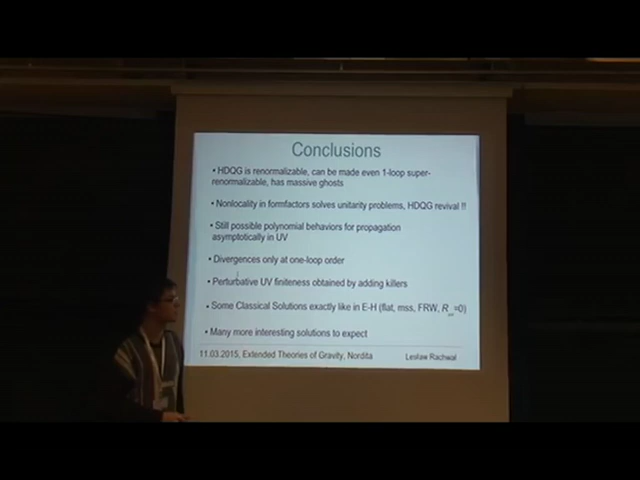 Conclusions
• HDQG is renormalizable, can be made even 1-loop super-
renormalizable, has massive ghosts
• Nonlocality in formfactors solves unitarity problems, HDQG revival !!
• Still possible polynomial behaviors for propagation
asymptotically in UV
• Divergences only at one-loop order
• Perturbative UV finiteness obtained by adding killers
• Some Classical Solutions exactly like in E-H (flat, mss, FRW, R =0)
• Many more interesting solutions to expect
11.03.2015, Extended Theories of Gravity, Nordita
Lesław Rachwał